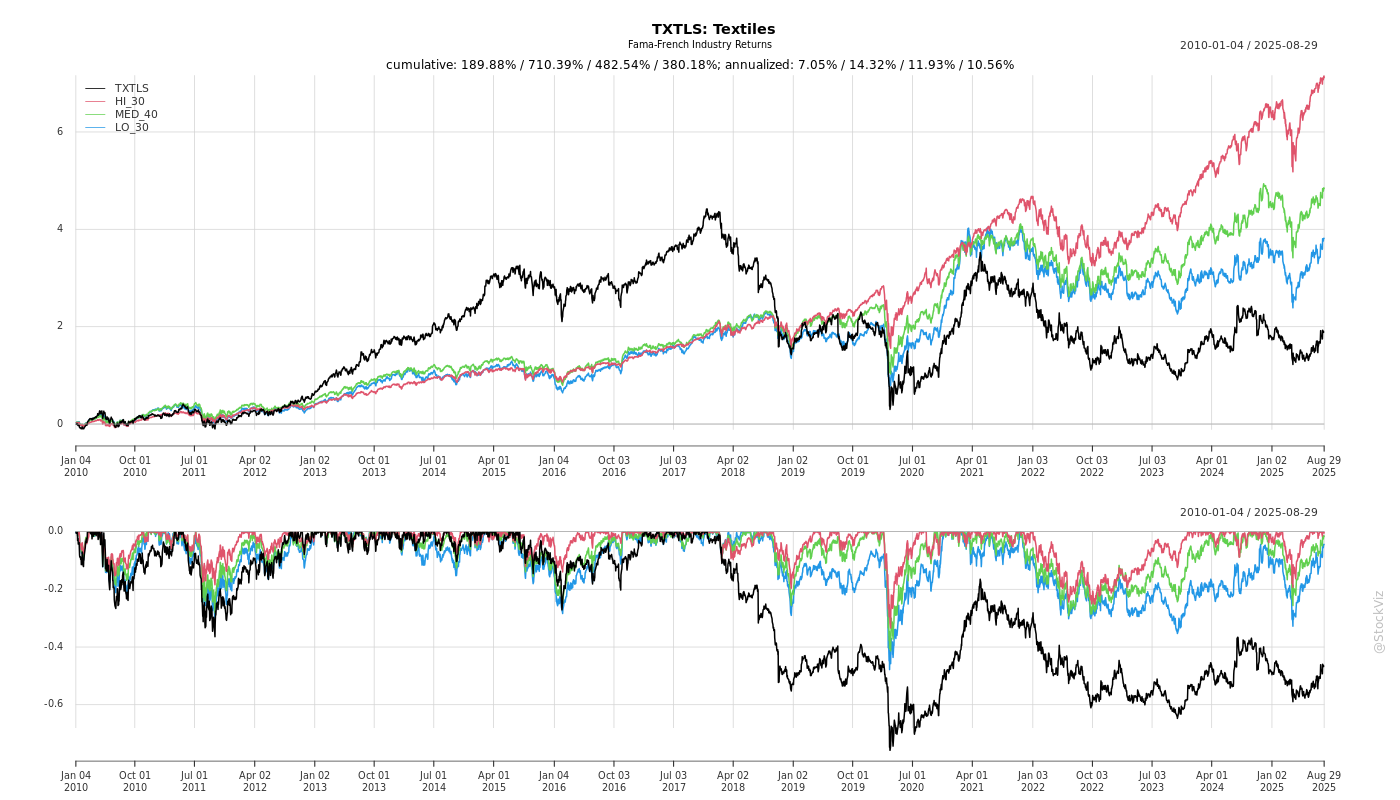 TXTLS: Textiles
Fama-French Industry Returns
2010-01-04 / 2025-08-29
cumulative: 189.88% / 710.39% / 482.54% / 380.18%; annualized: 7.05% / 14.32% / 11.93% / 10.56%
TXTLS
HI_30
MED_40
LO_30
6
4
2
0
Jan 04 Oct 01 Jul 01 Apr 02 Jan 02 Oct 01 Jul 01 Apr 01 Jan 04 Oct 03 Jul 03 Apr 02 Jan 02 Oct 01 Jul 01 Apr 01 Jan 03 Oct 03 Jul 03 Apr 01 Jan 02 Aug 29
2010 2010 2011 2012 2013 2013 2014 2015 2016 2016 2017 2018 2019 2019 2020 2021 2022 2022 2023 2024 2025 2025
2010-01-04 / 2025-08-29
0.0
-0.2
-0.4
-0.6
Jan 04 Oct 01 Jul 01 Apr 02 Jan 02 Oct 01 Jul 01 Apr 01 Jan 04 Oct 03 Jul 03 Apr 02 Jan 02 Oct 01 Jul 01 Apr 01 Jan 03 Oct 03 Jul 03 Apr 01 Jan 02 Aug 29
2010 2010 2011 2012 2013 2013 2014 2015 2016 2016 2017 2018 2019 2019 2020 2021 2022 2022 2023 2024 2025 2025
@StockViz